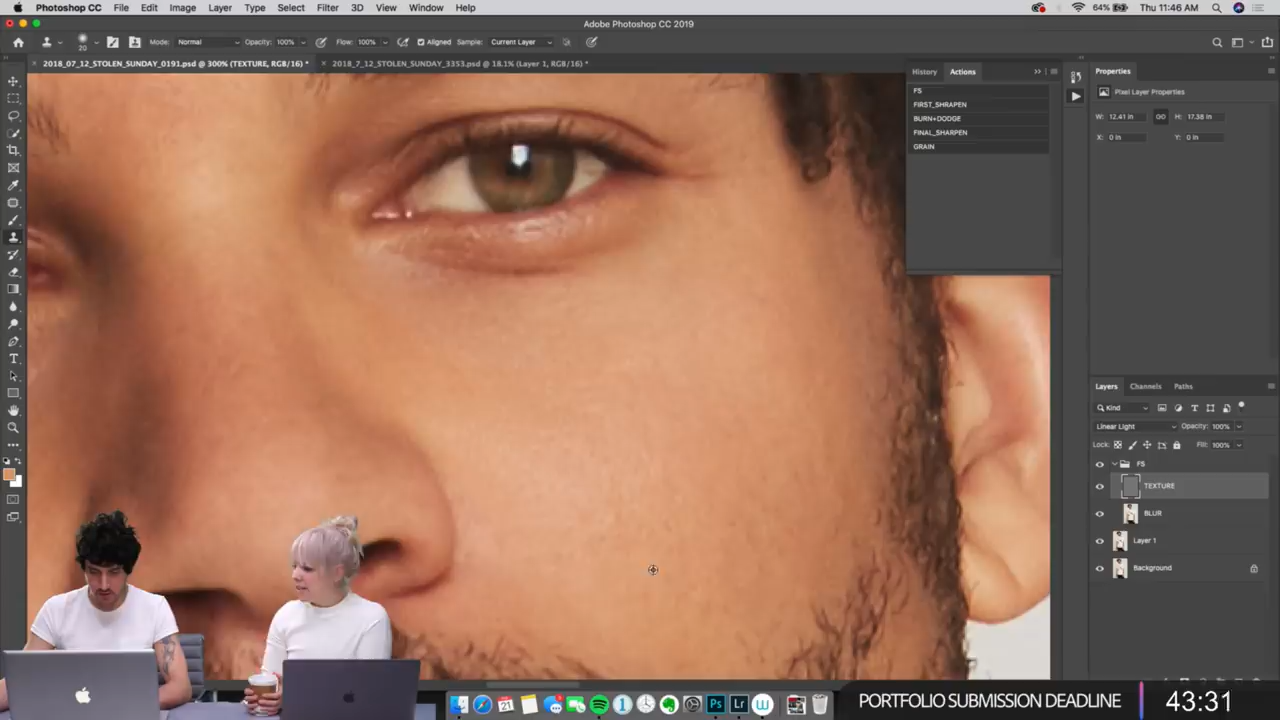 Photoshop CC File Edit Image Layer Type Select Filter 3D View Window Help
64% Thu 11:46 AM
Adobe Photoshop CC 2019
20 Mode: Normal Opacity: 100% Flow: 100% Aligned Sample: Current Layer
2018_07_12_STOLEN_SUNDAY_0191.psd @ 300% (TEXTURE, RGB/16) *
2018_7_12_STOLEN_SUNDAY_3353.psd @ 18.1% (Layer 1, RGB/16) *
History Actions
FS
FIRST_SHRAPEN
BURN+DODGE
FINAL_SHARPEN
GRAIN
Properties
Pixel Layer Properties
W: 12.41 in H: 17.38 in
X: 0 in Y: 0 in
Layers Channels Paths
Kind
Linear Light Opacity: 100%
Lock: Fill: 100%
FS
TEXTURE
BLUR
Layer 1
Background
PORTFOLIO SUBMISSION DEADLINE 43:31